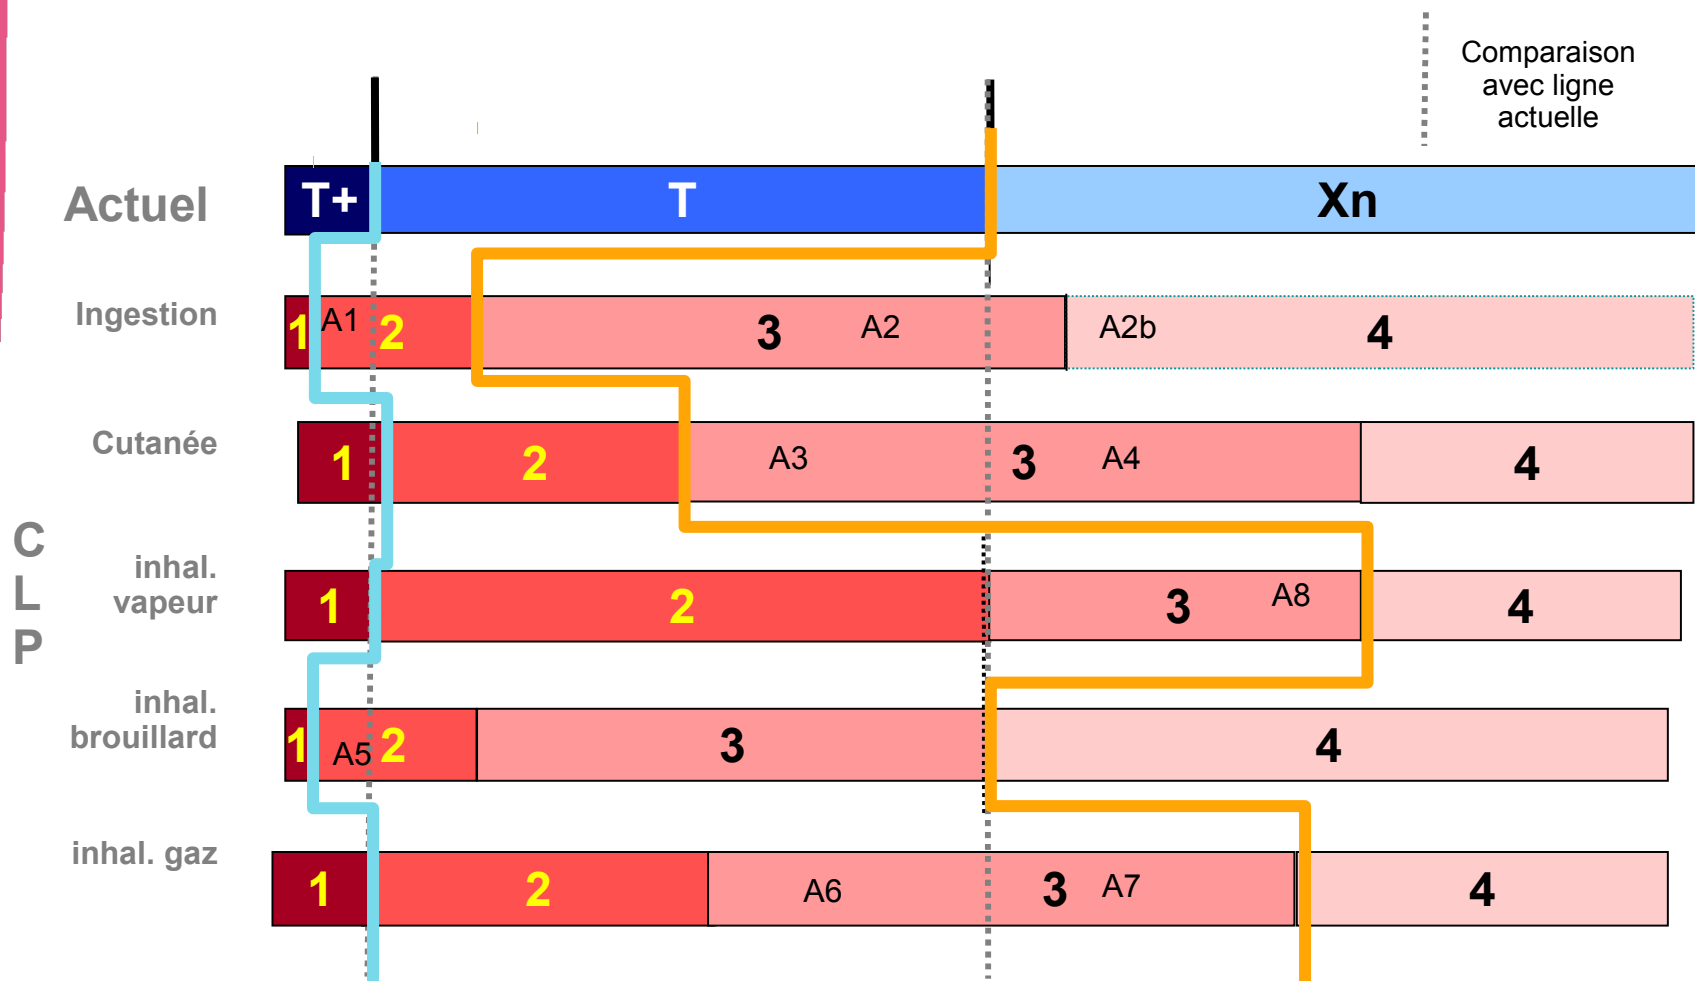 Comparaison
avec ligne
actuelle
Actuel
T+ T Xn
Ingestion
1 A1 2 3 A2 A2b 4
Cutanée
1 2 A3 3 A4 4
C
L
P
inhal.
vapeur
1 2 3 A8 4
inhal.
brouillard
1 A5 2 3 4
inhal. gaz
1 2 A6 3 A7 4